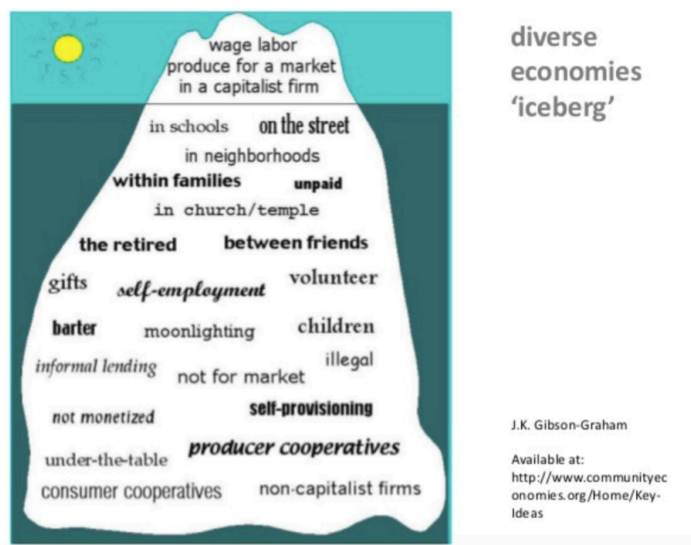 wage labor
produce for a market
in a capitalist firm
in schools on the street
in neighborhoods
within families unpaid
in church/temple
the retired between friends
gifts self-employment volunteer
barter moonlighting children
informal lending not for market illegal
not monetized self-provisioning
under-the-table producer cooperatives
consumer cooperatives non-capitalist firms
diverse
economies
‘iceberg’
J.K. Gibson-Graham
Available at:
http://www.communityec
onomies.org/Home/Key-
Ideas